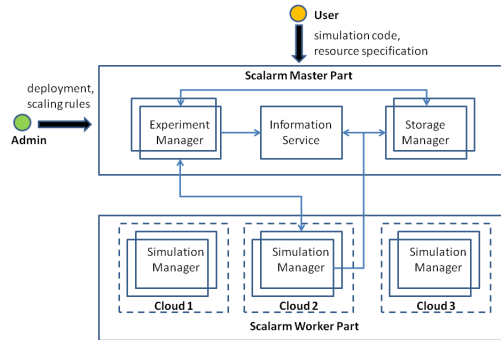 User
simulation code,
resource specification
Scalarm Master Part
deployment,
scaling rules
Admin
Experiment
Manager
Information
Service
Storage
Manager
Simulation
Manager
Cloud 1
Simulation
Manager
Cloud 2
Simulation
Manager
Cloud 3
Scalarm Worker Part